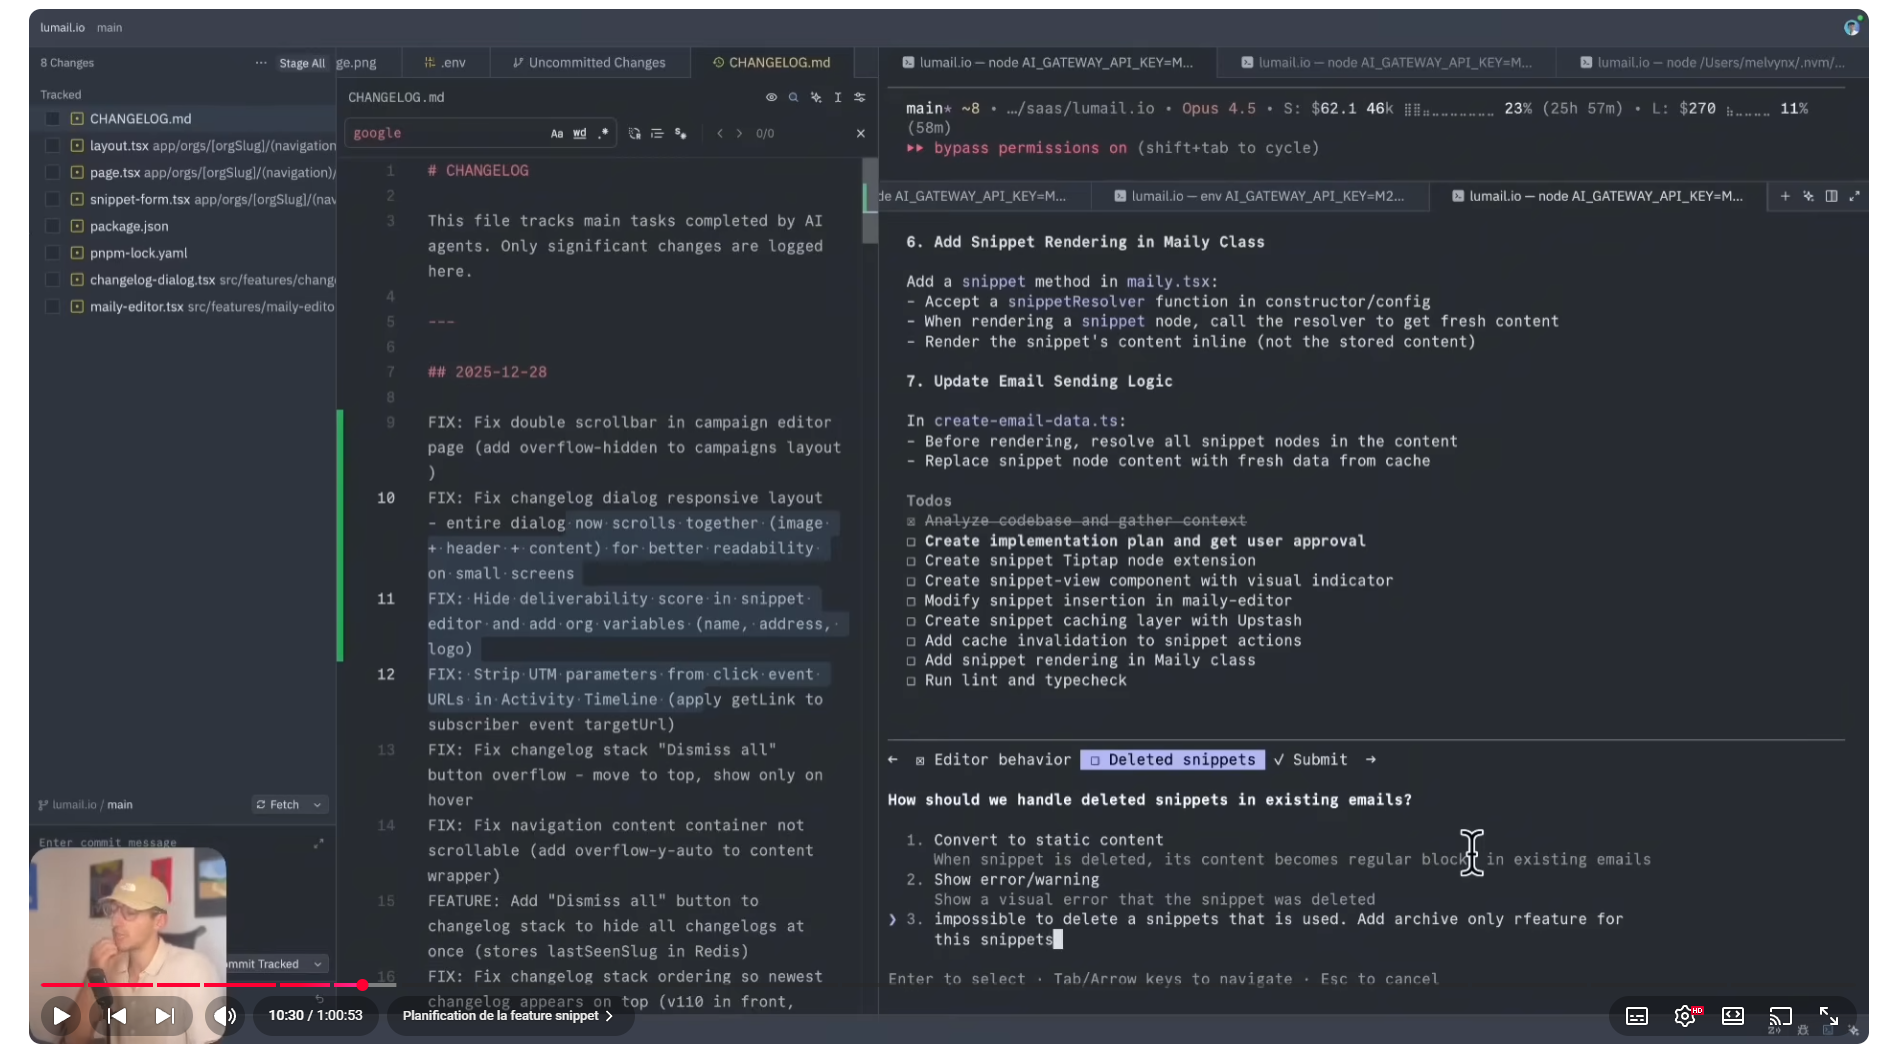 lumail.io main
8 Changes
Stage All
Tracked
CHANGELOG.md
layout.tsx app/orgs/[orgSlug]/(navigation
page.tsx app/orgs/[orgSlug]/(navigation)/
snippet-form.tsx app/orgs/[orgSlug]/(nav
package.json
pnpm-lock.yaml
changelog-dialog.tsx src/features/change
maily-editor.tsx src/features/maily-edito
lumail.io / main
Fetch
Enter commit message
ommit Tracked
ge.png
.env
Uncommitted Changes
CHANGELOG.md
CHANGELOG.md
google
Aa wd .*
0/0
1 # CHANGELOG
2
3 This file tracks main tasks completed by AI
agents. Only significant changes are logged
here.
4
5 ---
6
7 ## 2025-12-28
8
9 FIX: Fix double scrollbar in campaign editor
page (add overflow-hidden to campaigns layout
)
10 FIX: Fix changelog dialog responsive layout
- entire dialog now scrolls together (image
+ header + content) for better readability
on small screens
11 FIX: Hide deliverability score in snippet
editor and add org variables (name, address,
logo)
12 FIX: Strip UTM parameters from click event
URLs in Activity Timeline (apply getLink to
subscriber event targetUrl)
13 FIX: Fix changelog stack "Dismiss all"
button overflow - move to top, show only on
hover
14 FIX: Fix navigation content container not
scrollable (add overflow-y-auto to content
wrapper)
15 FEATURE: Add "Dismiss all" button to
changelog stack to hide all changelogs at
once (stores lastSeenSlug in Redis)
16 FIX: Fix changelog stack ordering so newest
changelog appears on top (v110 in front,
lumail.io — node AI_GATEWAY_API_KEY=M...
lumail.io — node AI_GATEWAY_API_KEY=M...
lumail.io — node /Users/melvynx/.nvm/...
main* ~8 • …/saas/lumail.io • Opus 4.5 • S: $62.1 46k 23% (25h 57m) • L: $270 11%
(58m)
bypass permissions on (shift+tab to cycle)
de AI_GATEWAY_API_KEY=M...
lumail.io — env AI_GATEWAY_API_KEY=M2...
lumail.io — node AI_GATEWAY_API_KEY=M...
6. Add Snippet Rendering in Maily Class
Add a snippet method in maily.tsx:
- Accept a snippetResolver function in constructor/config
- When rendering a snippet node, call the resolver to get fresh content
- Render the snippet's content inline (not the stored content)
7. Update Email Sending Logic
In create-email-data.ts:
- Before rendering, resolve all snippet nodes in the content
- Replace snippet node content with fresh data from cache
Todos
☒ Analyze codebase and gather context
☐ Create implementation plan and get user approval
☐ Create snippet Tiptap node extension
☐ Create snippet-view component with visual indicator
☐ Modify snippet insertion in maily-editor
☐ Create snippet caching layer with Upstash
☐ Add cache invalidation to snippet actions
☐ Add snippet rendering in Maily class
☐ Run lint and typecheck
← ☒ Editor behavior ☐ Deleted snippets ✓ Submit →
How should we handle deleted snippets in existing emails?
1. Convert to static content
When snippet is deleted, its content becomes regular block in existing emails
2. Show error/warning
Show a visual error that the snippet was deleted
❯ 3. impossible to delete a snippets that is used. Add archive only rfeature for
this snippets
Enter to select · Tab/Arrow keys to navigate · Esc to cancel
10:30 / 1:00:53
Planification de la feature snippet
HD